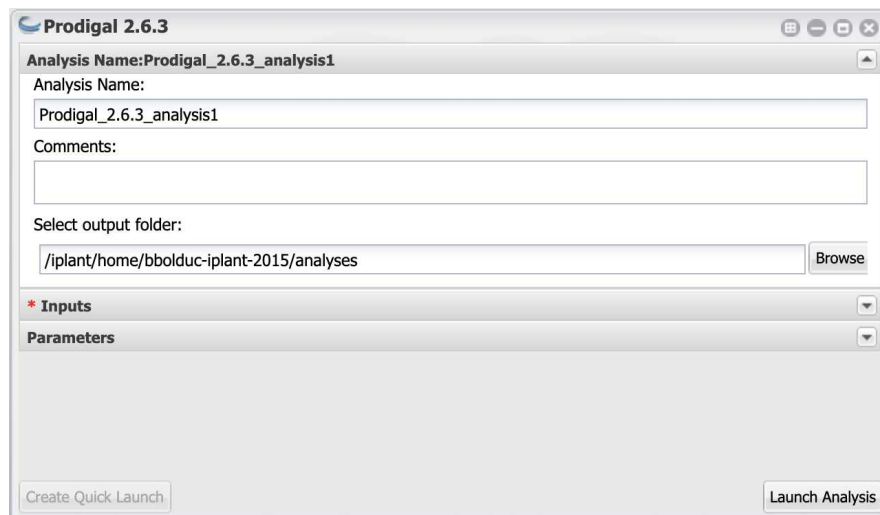 Prodigal 2.6.3
Analysis Name:Prodigal_2.6.3_analysis1
Analysis Name:
Prodigal_2.6.3_analysis1
Comments:
Select output folder:
/iplant/home/bbolduc-iplant-2015/analyses
Browse
* Inputs
Parameters
Create Quick Launch
Launch Analysis